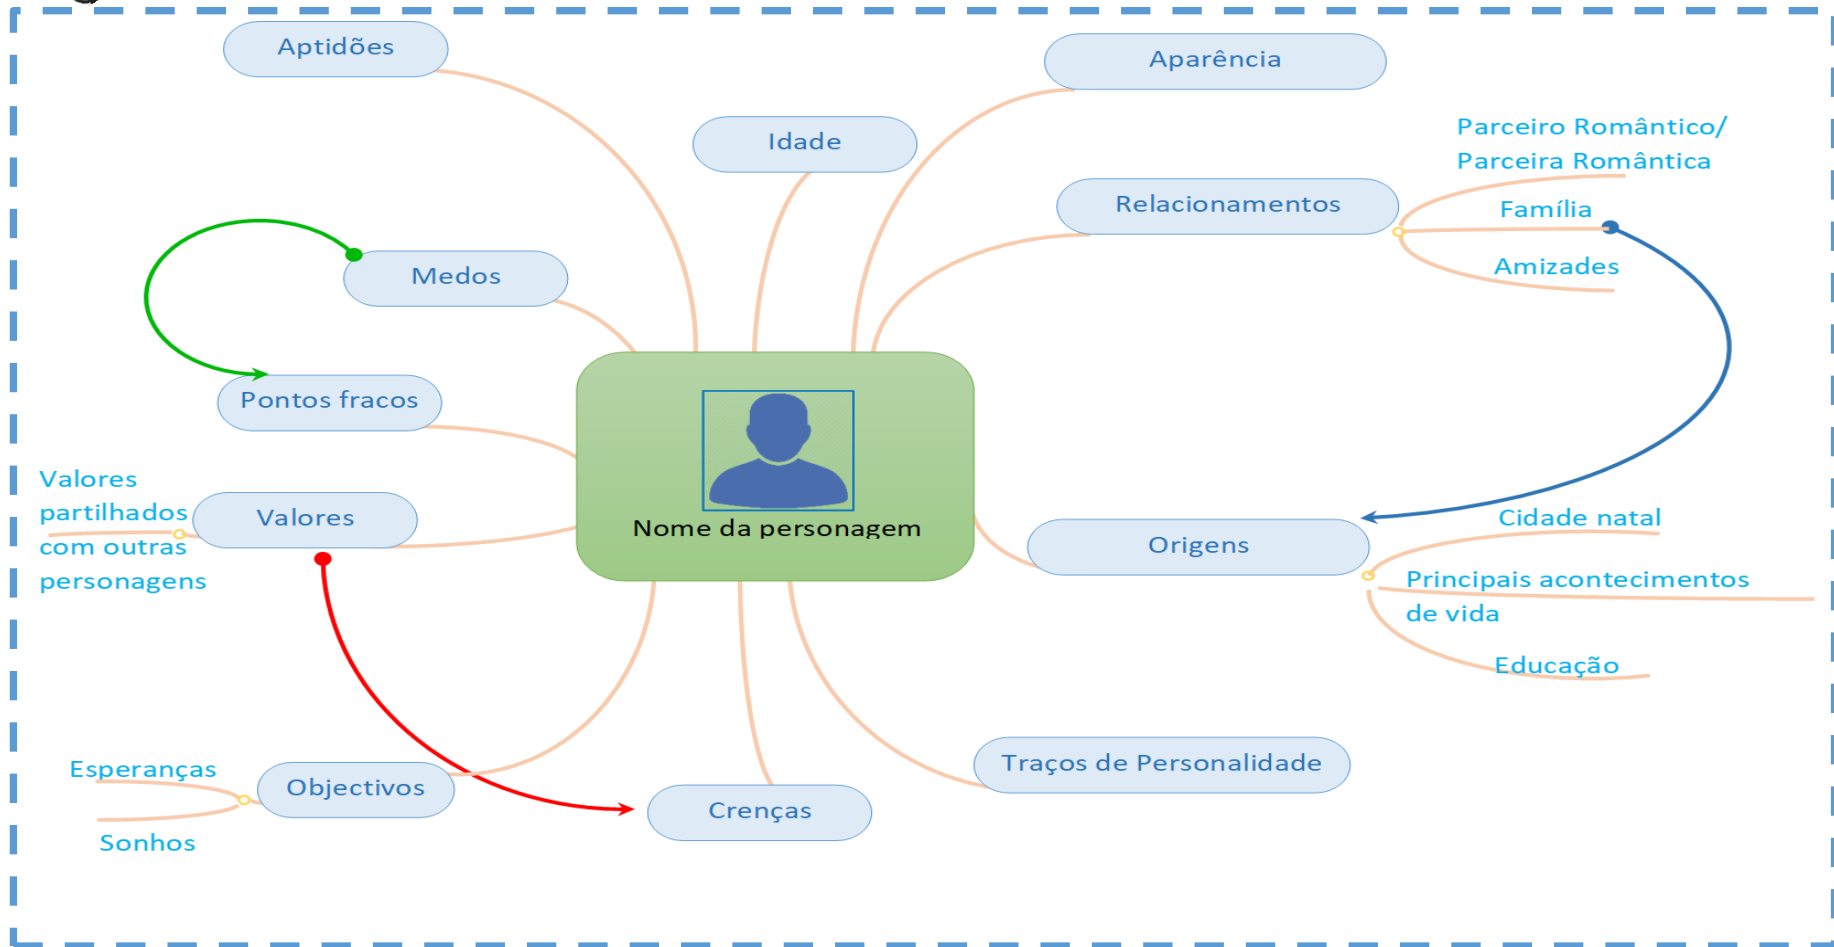 Aptidões
Aparência
Idade
Parceiro Romântico/
Parceira Romântica
Relacionamentos
Família
Amizades
Medos
Pontos fracos
Nome da personagem
Valores
Valores
partilhados
com outras
personagens
Origens
Cidade natal
Principais acontecimentos
de vida
Educação
Traços de Personalidade
Objectivos
Esperanças
Sonhos
Crenças